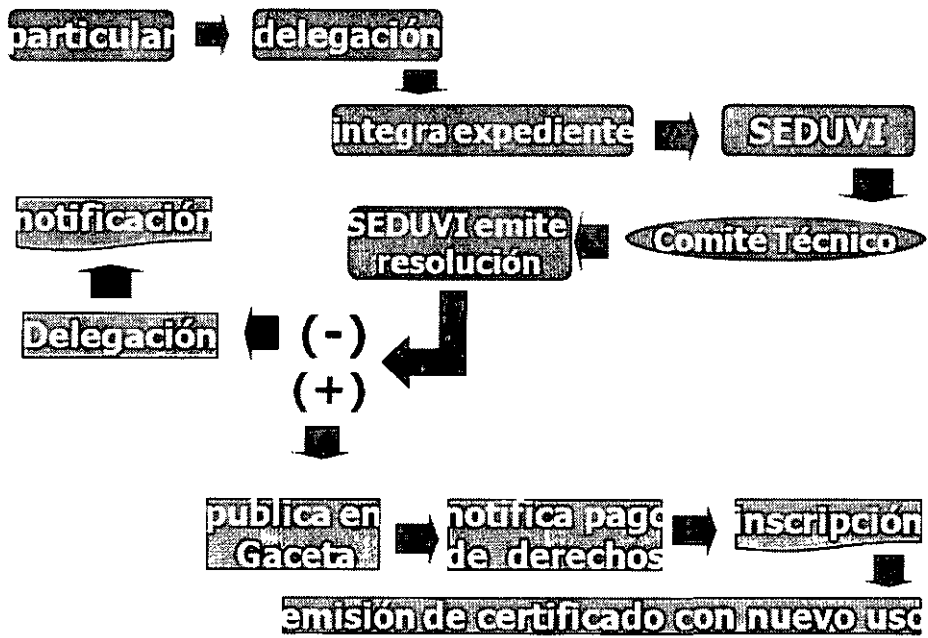 particular
delegación
integra expediente
SEDUVI
Comité Técnico
SEDUVI emite
resolución
(-)
(+)
Delegación
notificación
publica en
Gaceta
notifica pago
de derechos
inscripción
emisión de certificado con nuevo uso